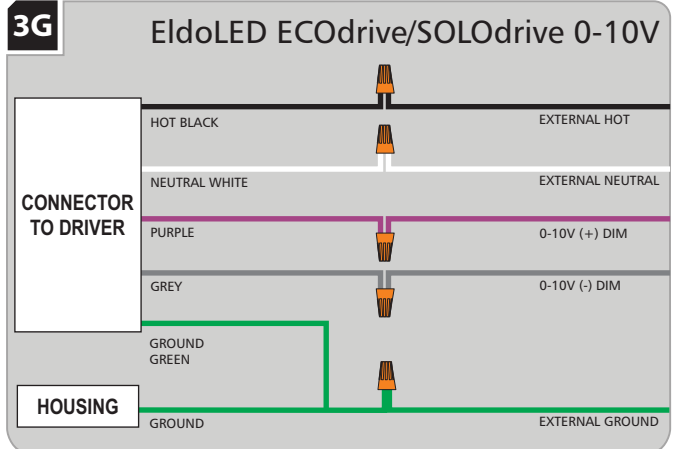 3G
EldoLED ECOdrive/SOLOdrive 0-10V
HOT BLACK
EXTERNAL HOT
NEUTRAL WHITE
EXTERNAL NEUTRAL
CONNECTOR
TO DRIVER
PURPLE
0-10V (+) DIM
GREY
0-10V (-) DIM
GROUND
GREEN
HOUSING
GROUND
EXTERNAL GROUND